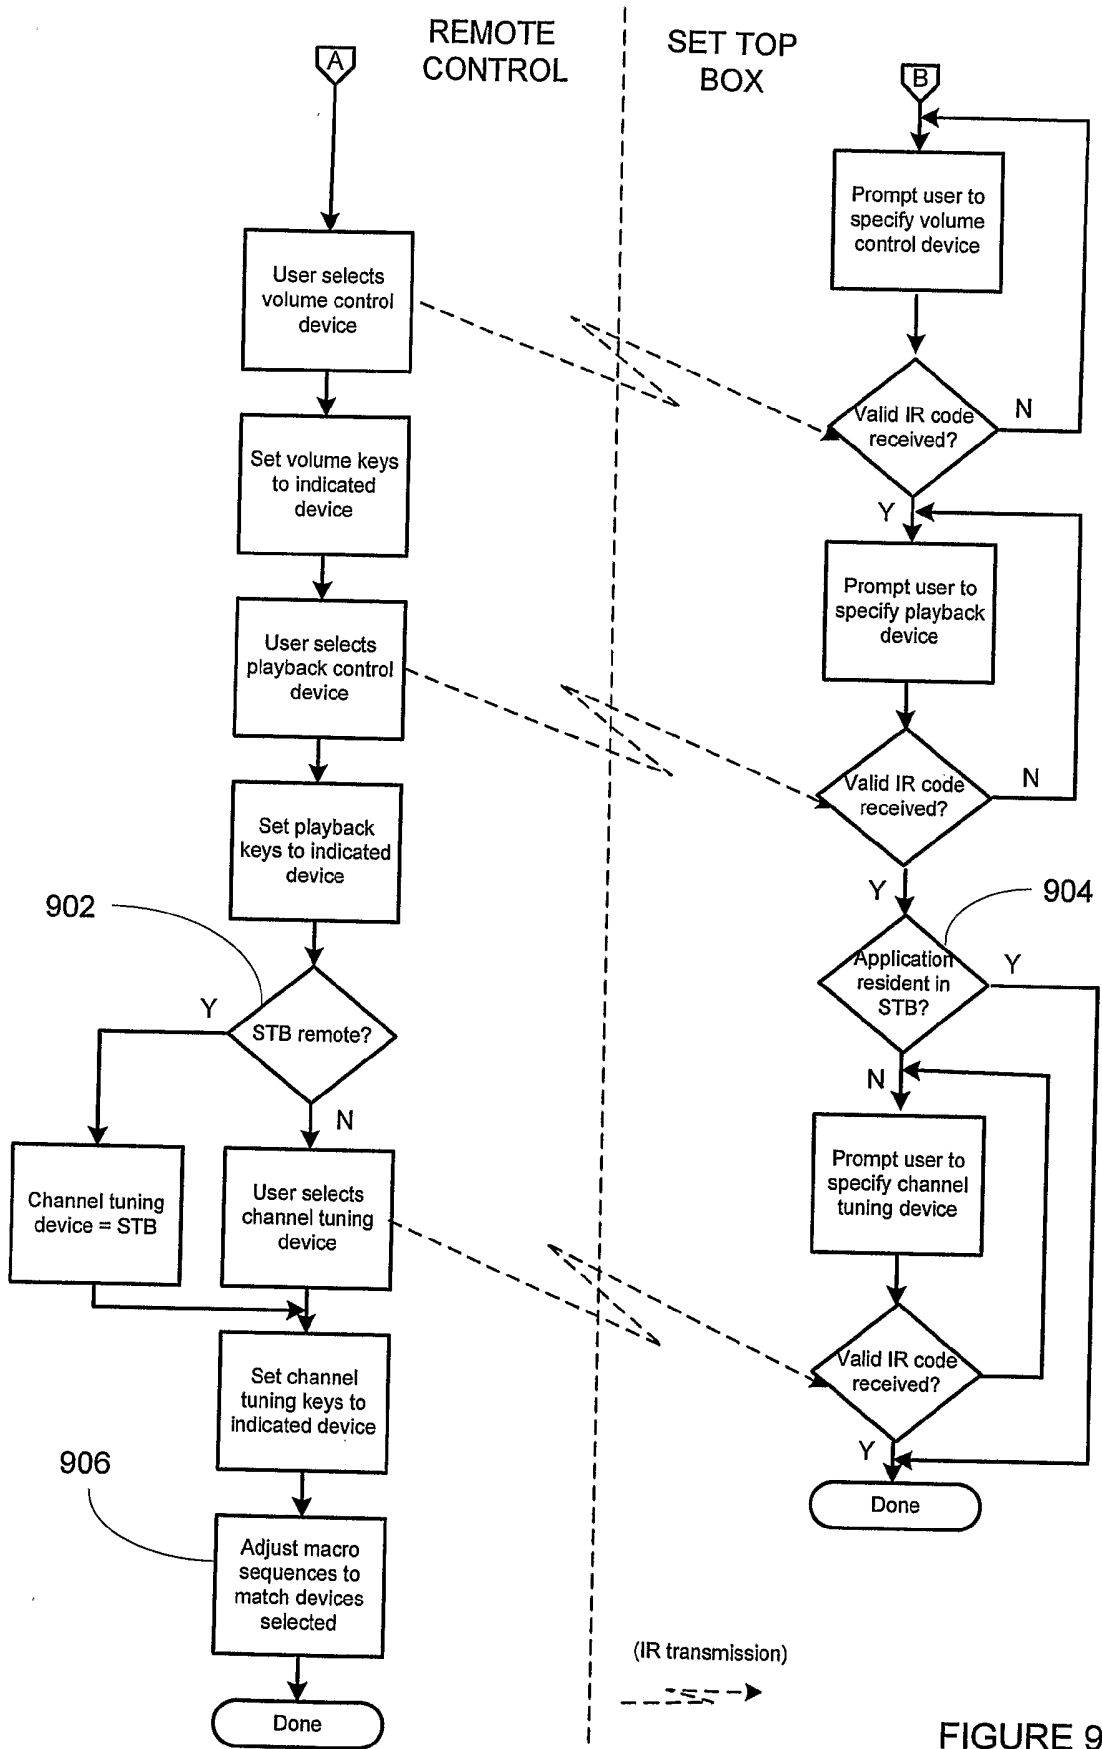 REMOTE
CONTROL
SET TOP
BOX
A
User selects
volume control
device
Set volume keys
to indicated
device
User selects
playback control
device
Set playback
keys to indicated
device
902
STB remote?
Y
N
Channel tuning
device = STB
User selects
channel tuning
device
Set channel
tuning keys to
indicated device
906
Adjust macro
sequences to
match devices
selected
Done
B
Prompt user to
specify volume
control device
Valid IR code
received?
N
Y
Prompt user to
specify playback
device
Valid IR code
received?
N
Y
904
Application
resident in
STB?
Y
N
Prompt user to
specify channel
tuning device
Valid IR code
received?
Y
Done
(IR transmission)
FIGURE 9